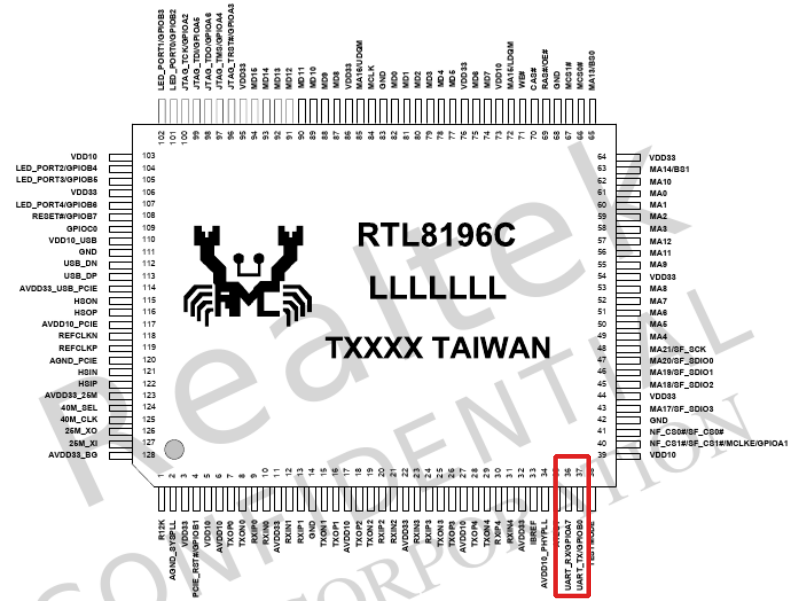 LED_PORT1/GPIOB3
LED_PORT0/GPIOB2
JTAG_TCK/GPIOA2
JTAG_TDI/GPIOA5
JTAG_TDO/GPIOA6
JTAG_TMS/GPIOA4
JTAG_TRST#/GPIOA3
VDD33
MD15
MD14
MD13
MD12
MD11
MD10
MD9
MD8
VDD33
MA16/UDQM
MCLK
GND
MD0
MD1
MD2
MD3
MD4
MD5
VDD33
MD6
MD7
VDD10
MA15/LDQM
WE#
CAS#
RAS#/OE#
GND
MCS1#
MCS0#
MA13/BS0
102 101 100 99 98 97 96 95 94 93 92 91 90 89 88 87 86 85 84 83 82 81 80 79 78 77 76 75 74 73 72 71 70 69 68 67 66 65
VDD10 103
LED_PORT2/GPIOB4 104
LED_PORT3/GPIOB5 105
VDD33 106
LED_PORT4/GPIOB6 107
RESET#/GPIOB7 108
GPIOC0 109
VDD10_USB 110
GND 111
USB_DN 112
USB_DP 113
AVDD33_USB_PCIE 114
HSON 115
HSOP 116
AVDD10_PCIE 117
REFCLKN 118
REFCLKP 119
AGND_PCIE 120
HSIN 121
HSIP 122
AVDD33_25M 123
40M_SEL 124
40M_CLK 125
25M_XO 126
25M_XI 127
AVDD33_BG 128
RTL8196C
LLLLLLL
TXXXX TAIWAN
64 VDD33
63 MA14/BS1
62 MA10
61 MA0
60 MA1
59 MA2
58 MA3
57 MA12
56 MA11
55 MA9
54 VDD33
53 MA8
52 MA7
51 MA6
50 MA5
49 MA4
48 MA21/SF_SCK
47 MA20/SF_SDIO0
46 MA19/SF_SDIO1
45 MA18/SF_SDIO2
44 VDD33
43 MA17/SF_SDIO3
42 GND
41 NF_CS0#/SF_CS0#
40 NF_CS1#/SF_CS1#/MCLKE/GPIOA1
39 VDD10
1 2 3 4 5 6 7 8 9 10 11 12 13 14 15 16 17 18 19 20 21 22 23 24 25 26 27 28 29 30 31 32 33 34 35 36 37 38
R12K
AGND_SYSPLL
VDD33
PCIE_RST#/GPIOB1
VDD10
AVDD10
TXOP0
TXON0
RXIP0
RXIN0
AVDD33
RXIN1
RXIP1
GND
TXON1
TXOP1
AVDD10
TXOP2
TXON2
RXIP2
RXIN2
AVDD33
RXIN3
RXIP3
TXON3
TXOP3
AVDD10
TXOP4
TXON4
RXIP4
RXIN4
AVDD33
IBREF
AVDD10_PHYPLL
UART_RX/GPIOA7
UART_TX/GPIOB0
Realtek
CONFIDENTIAL
CORPORATION